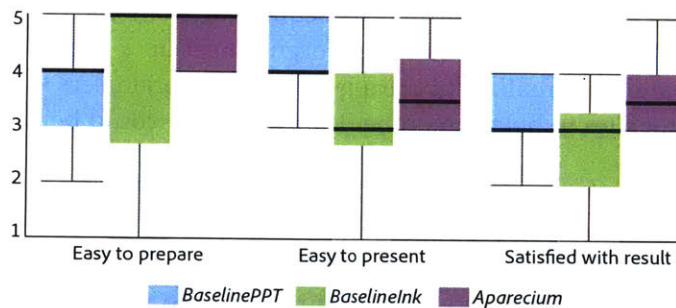 5
4
3
2
1
Easy to prepare Easy to present Satisfied with result
BaselinePPT BaselineInk Aparecium